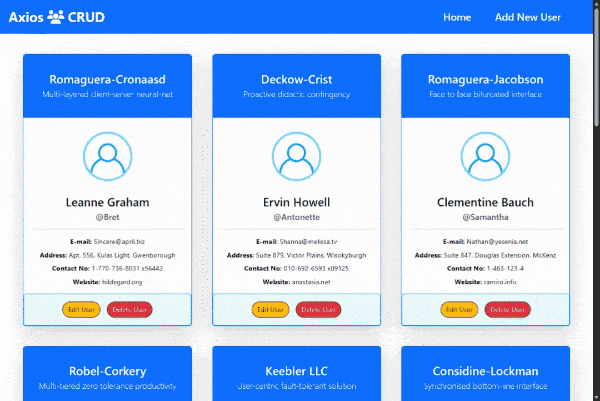 Axios CRUD
Home
Add New User
Romaguera-Cronaasd
Multi-layered client-server neural-net
Leanne Graham
@Bret
E-mail: Sincere@april.biz
Address: Apt. 556, Kulas Light, Gwenborough
Contact No: 1-770-736-8031 x56442
Website: hildegard.org
Edit User
Delete User
Deckow-Crist
Proactive didactic contingency
Ervin Howell
@Antonette
E-mail: Shanna@melissa.tv
Address: Suite 879, Victor Plains, Wisokyburgh
Contact No: 010-692-6593 x09125
Website: anastasia.net
Edit User
Delete User
Romaguera-Jacobson
Face to face bifurcated interface
Clementine Bauch
@Samantha
E-mail: Nathan@yesenia.net
Address: Suite 847, Douglas Extension, McKenz
Contact No: 1-463-123-4
Website: ramiro.info
Edit User
Delete User
Robel-Corkery
Multi-tiered zero tolerance productivity
Keebler LLC
User-centric fault-tolerant solution
Considine-Lockman
Synchronised bottom-line interface